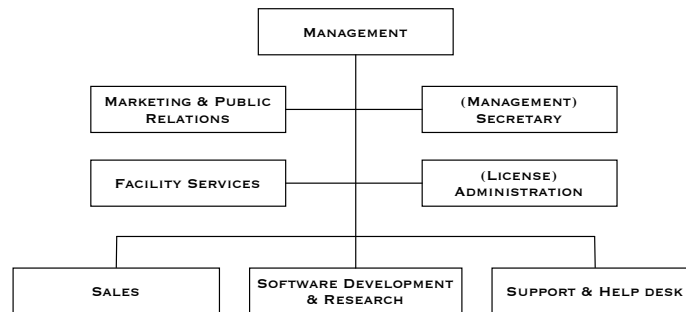 MANAGEMENT
MARKETING & PUBLIC
RELATIONS
(MANAGEMENT)
SECRETARY
FACILITY SERVICES
(LICENSE)
ADMINISTRATION
SALES
SOFTWARE DEVELOPMENT
& RESEARCH
SUPPORT & HELP DESK